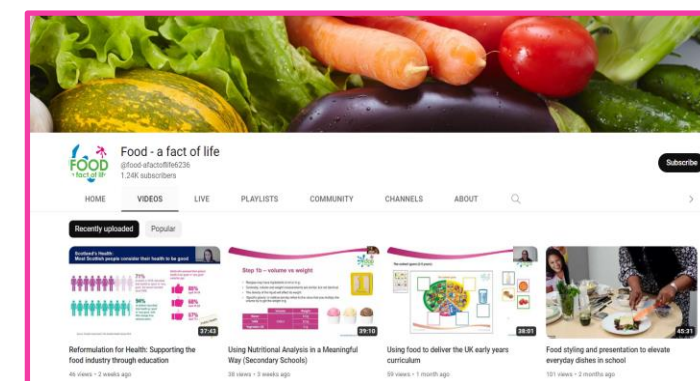 FOOD
a fact of life
Food - a fact of life
@food-afactoflife6236
1.24K subscribers
Subscribe
HOME VIDEOS LIVE PLAYLISTS COMMUNITY CHANNELS ABOUT
Recently uploaded Popular
Scotland's Health:
Most Scottish people consider their health to be good
37:43
Step 1b – volume vs weight
39:10
38:01
45:31
Reformulation for Health: Supporting the
food industry through education
46 views • 2 weeks ago
Using Nutritional Analysis in a Meaningful
Way (Secondary Schools)
38 views • 3 weeks ago
Using food to deliver the UK early years
curriculum
59 views • 1 month ago
Food styling and presentation to elevate
everyday dishes in school
101 views • 2 months ago